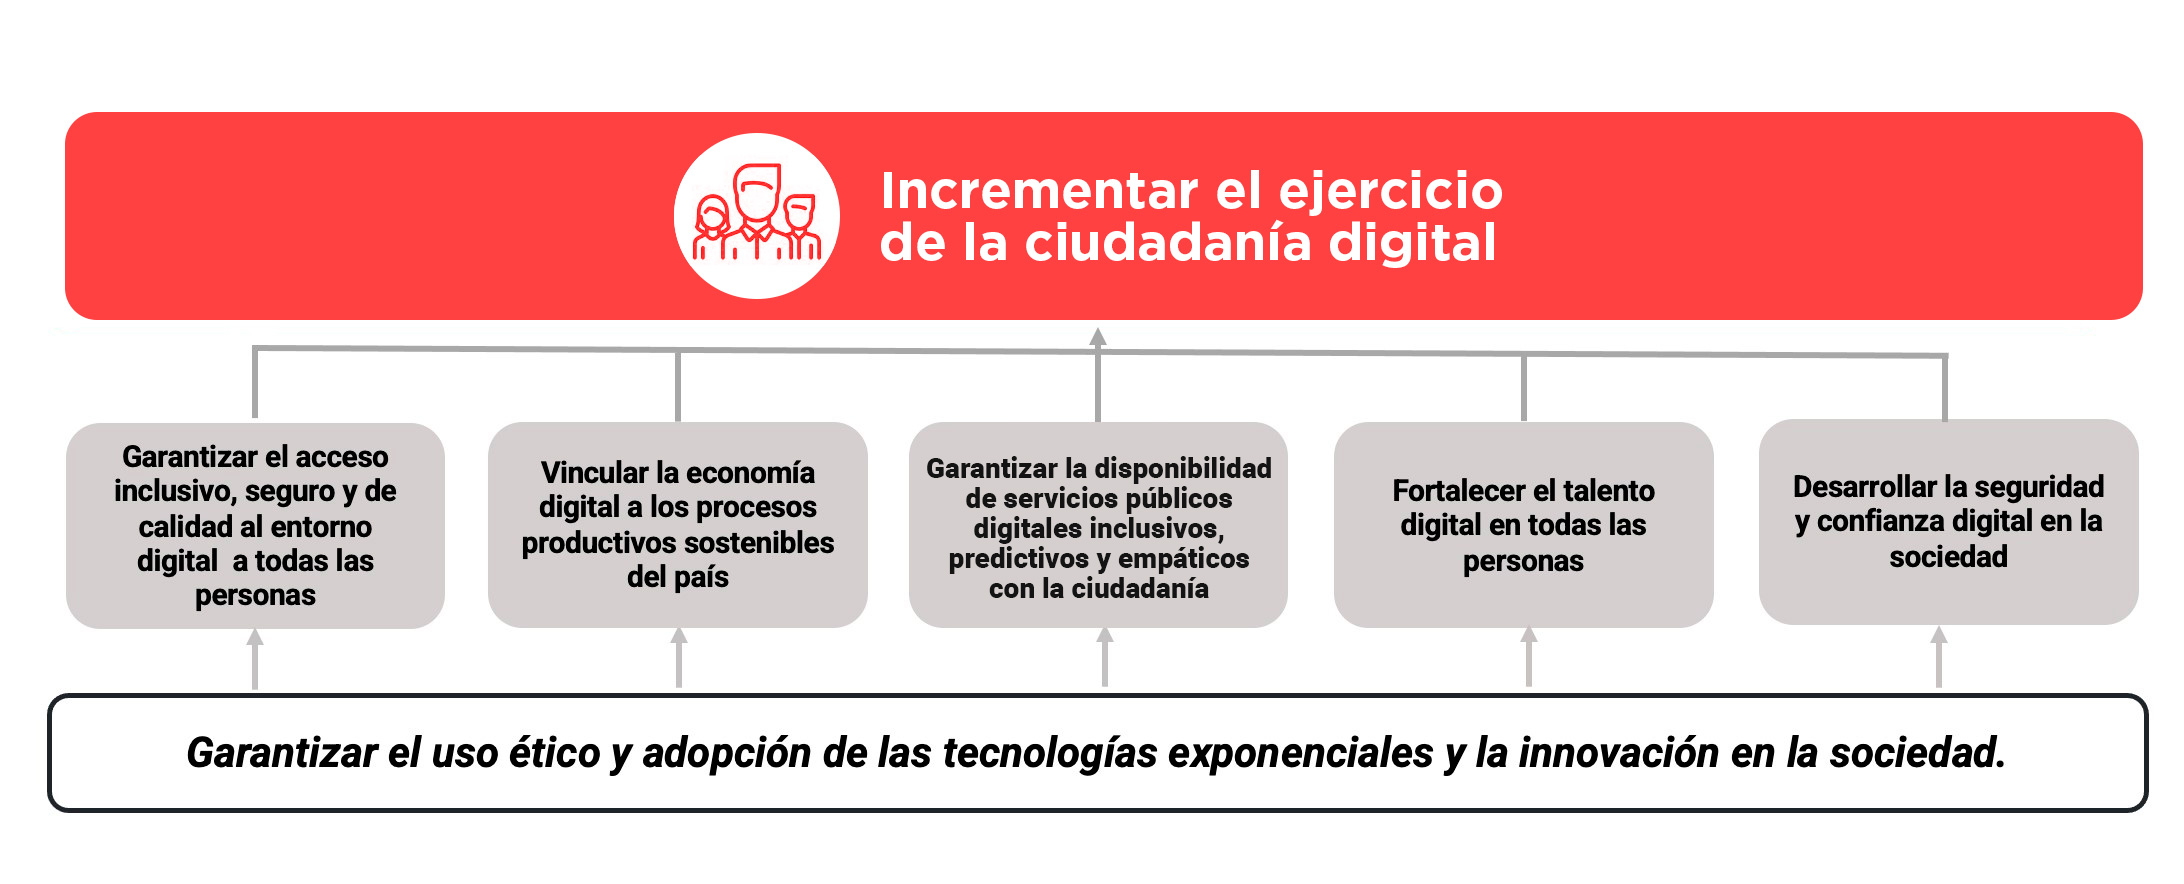 Incrementar el ejercicio
de la ciudadanía digital
Garantizar el acceso
inclusivo, seguro y de
calidad al entorno
digital  a todas las
personas
Vincular la economía
digital a los procesos
productivos sostenibles
del país
Garantizar la disponibilidad
de servicios públicos
digitales inclusivos,
predictivos y empáticos
con la ciudadanía
Fortalecer el talento
digital en todas las
personas
Desarrollar la seguridad
y confianza digital en la
sociedad
Garantizar el uso ético y adopción de las tecnologías exponenciales y la innovación en la sociedad.